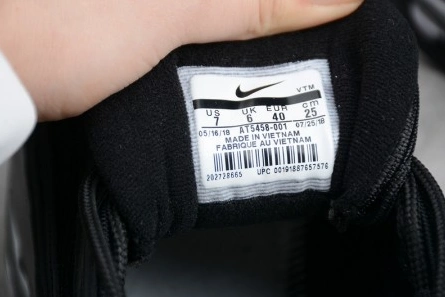 VTM
US UK EUR cm
7 6 40 25
05/16/18 AT5458-001 07/25/18
MADE IN VIETNAM
FABRIQUE AU VIETNAM
202728665 UPC 00191887657576